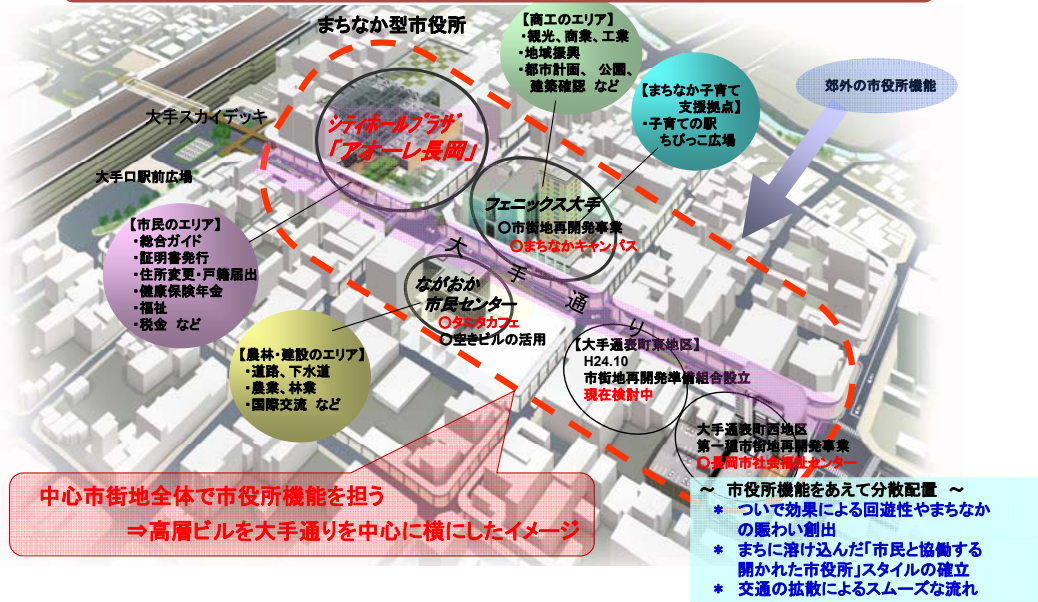 まちなか型市役所
【商工のエリア】
・観光、商業、工業
・地域振興
・都市計画、 公園、
建築確認 など
【まちなか子育て
支援拠点】
・子育ての駅
ちびっこ広場
郊外の市役所機能
大手スカイデッキ
シティホールプラザ
「アオーレ長岡」
大手口駅前広場
フェニックス大手
〇市街地再開発事業
〇まちなかキャンパス
【市民のエリア】
・総合ガイド
・証明書発行
・住所変更・戸籍届出
・健康保険年金
・福祉
・税金 など
大手通り
ながおか
市民センター
〇タニタカフェ
〇空きビルの活用
【農林・建設のエリア】
・道路、下水道
・農業、林業
・国際交流 など
【大手通表町東地区】
H24.10
市街地再開発準備組合設立
現在検討中
大手通表町西地区
第一種市街地再開発事業
〇長岡市社会福祉センター
中心市街地全体で市役所機能を担う
⇒高層ビルを大手通りを中心に横にしたイメージ
～ 市役所機能をあえて分散配置 ～
* ついで効果による回遊性やまちなか
の賑わい創出
* まちに溶け込んだ「市民と協働する
開かれた市役所」スタイルの確立
* 交通の拡散によるスムーズな流れ